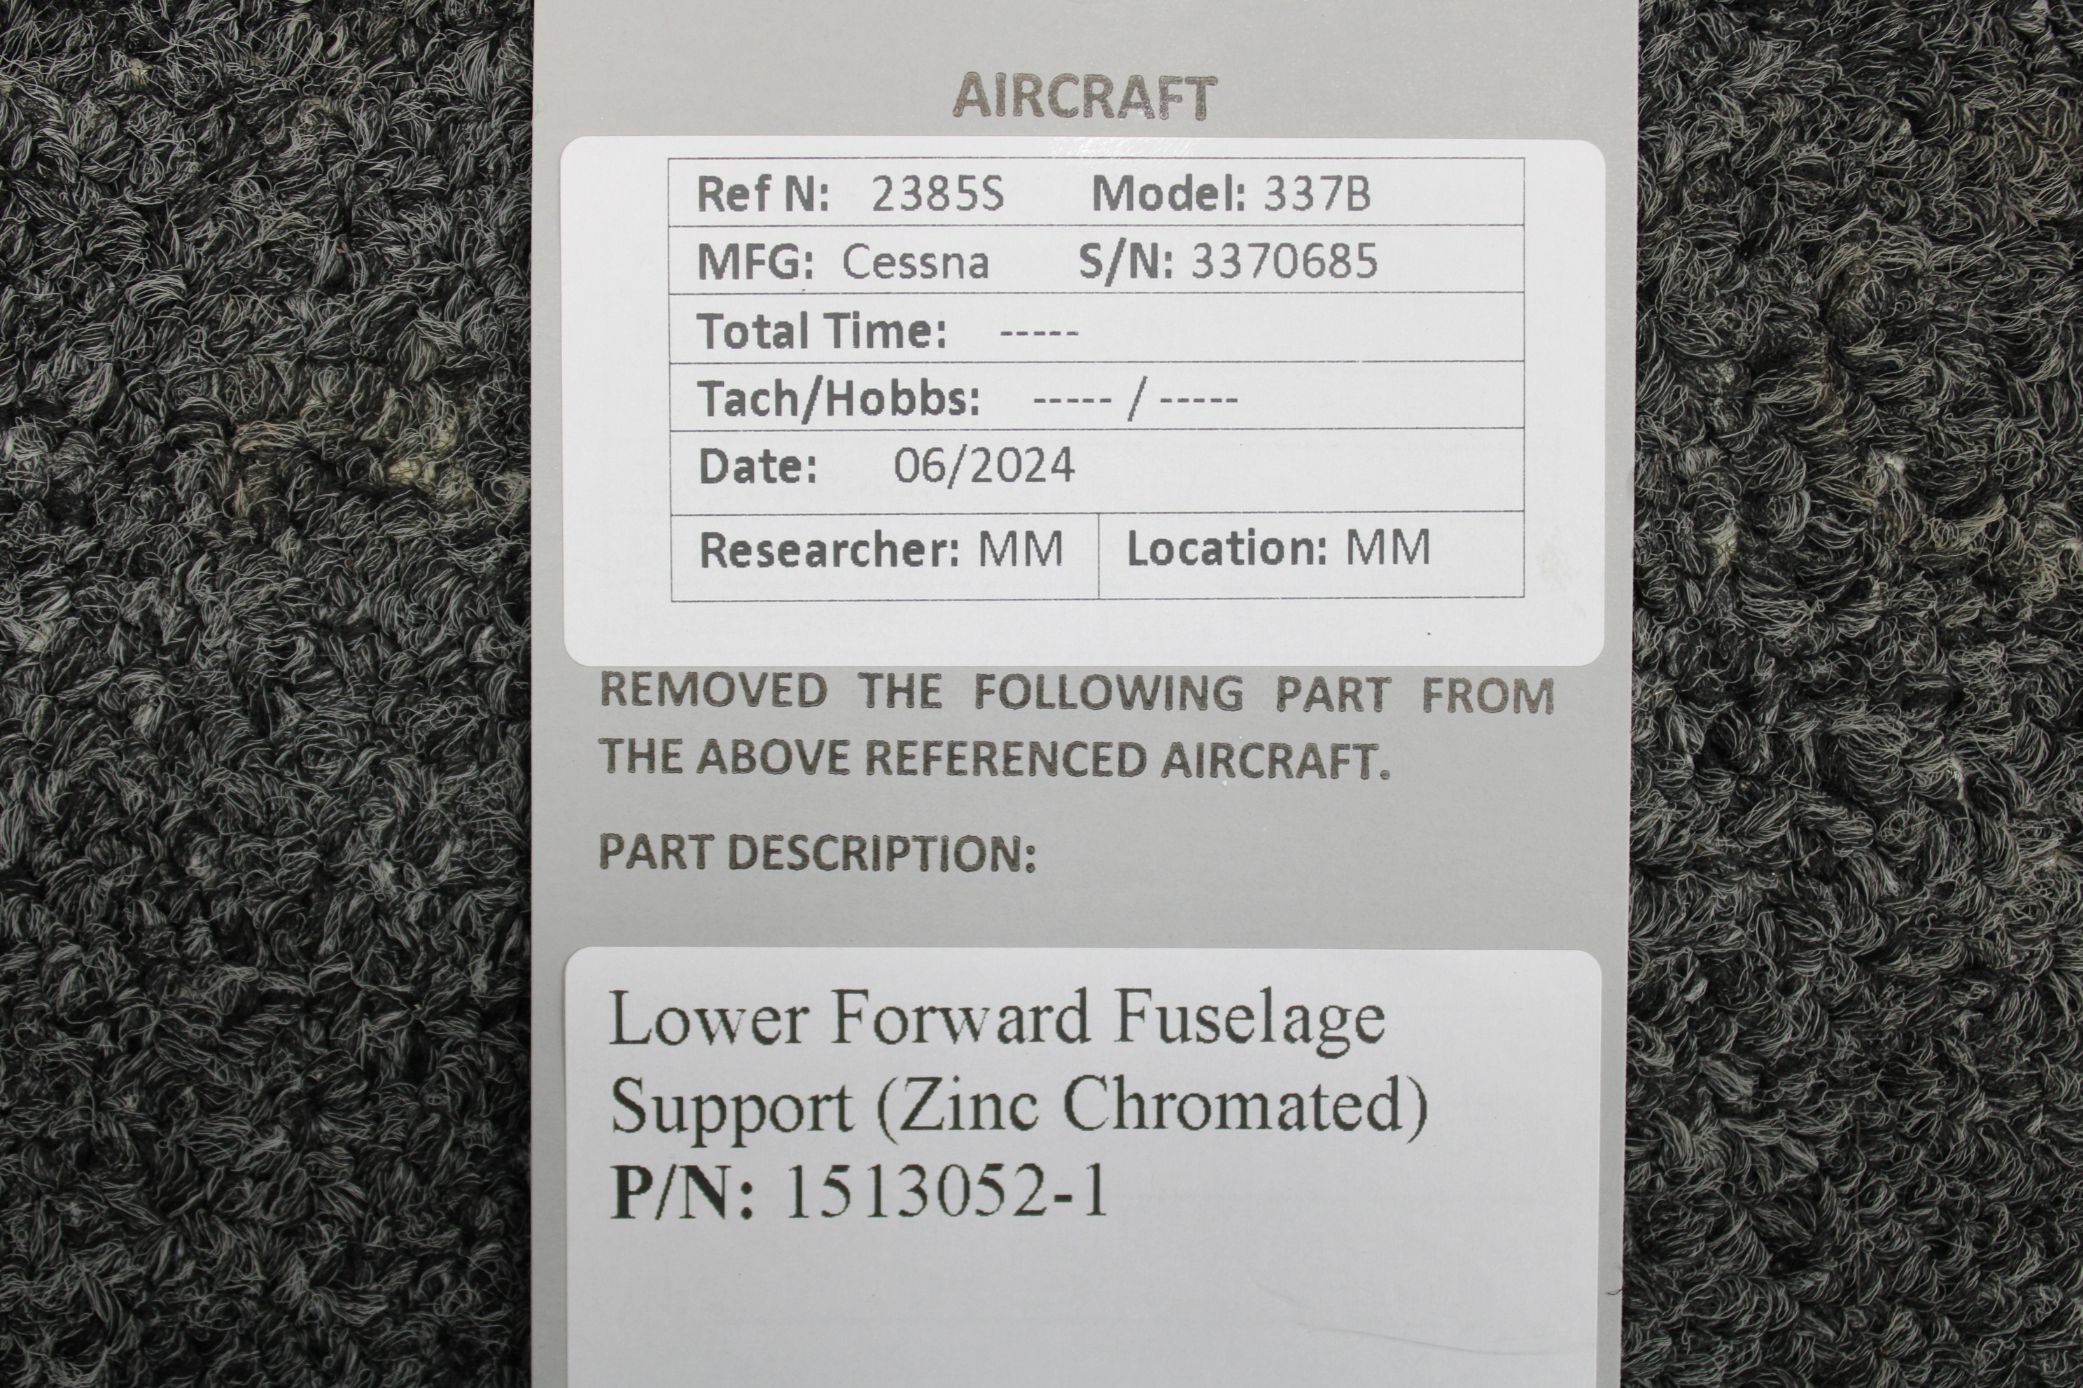 AIRCRAFT
Ref N: 2385S Model: 337B
MFG: Cessna S/N: 3370685
Total Time: -----
Tach/Hobbs: ----- / -----
Date: 06/2024
Researcher: MM Location: MM
REMOVED THE FOLLOWING PART FROM
THE ABOVE REFERENCED AIRCRAFT.
PART DESCRIPTION:
Lower Forward Fuselage
Support (Zinc Chromated)
P/N: 1513052-1